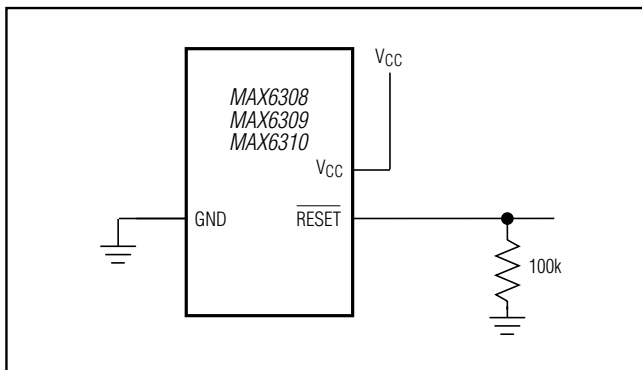 VCC
MAX6308
MAX6309
MAX6310
VCC
GND
RESET
100k